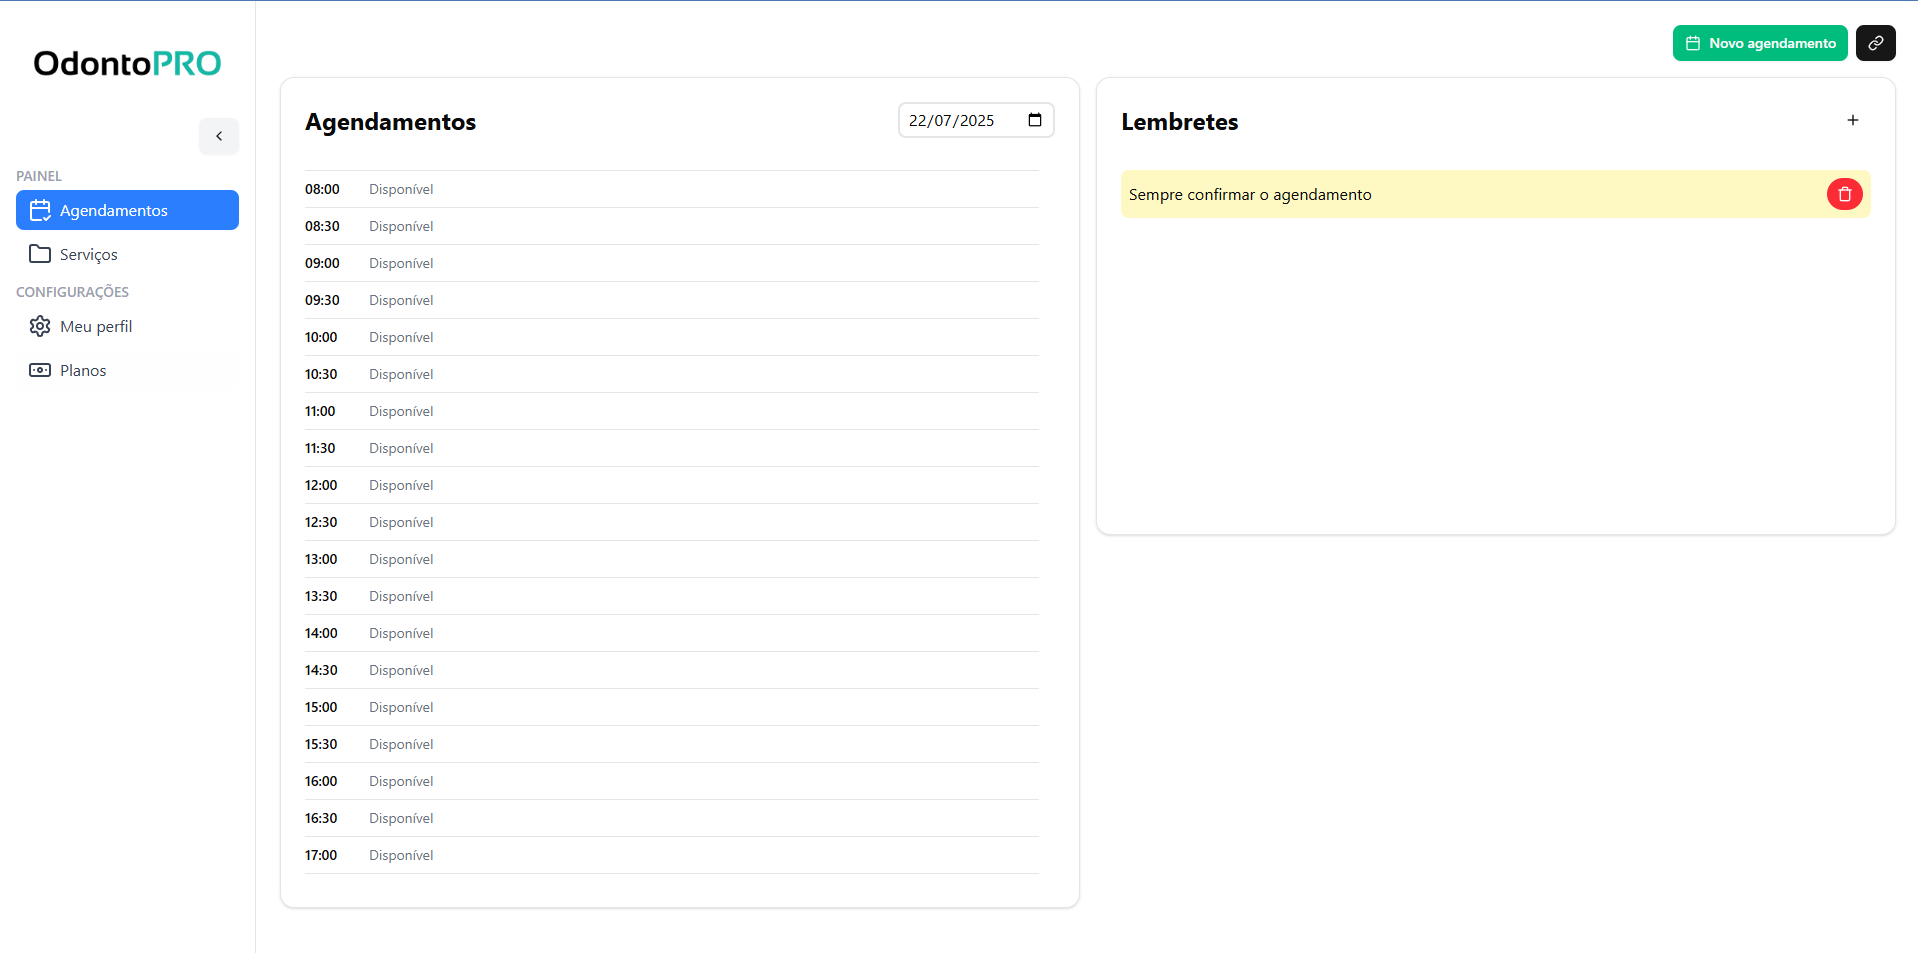 OdontoPRO
PAINEL
Agendamentos
Serviços
CONFIGURAÇÕES
Meu perfil
Planos
Novo agendamento
Agendamentos
22/07/2025
08:00 Disponível
08:30 Disponível
09:00 Disponível
09:30 Disponível
10:00 Disponível
10:30 Disponível
11:00 Disponível
11:30 Disponível
12:00 Disponível
12:30 Disponível
13:00 Disponível
13:30 Disponível
14:00 Disponível
14:30 Disponível
15:00 Disponível
15:30 Disponível
16:00 Disponível
16:30 Disponível
17:00 Disponível
Lembretes
Sempre confirmar o agendamento